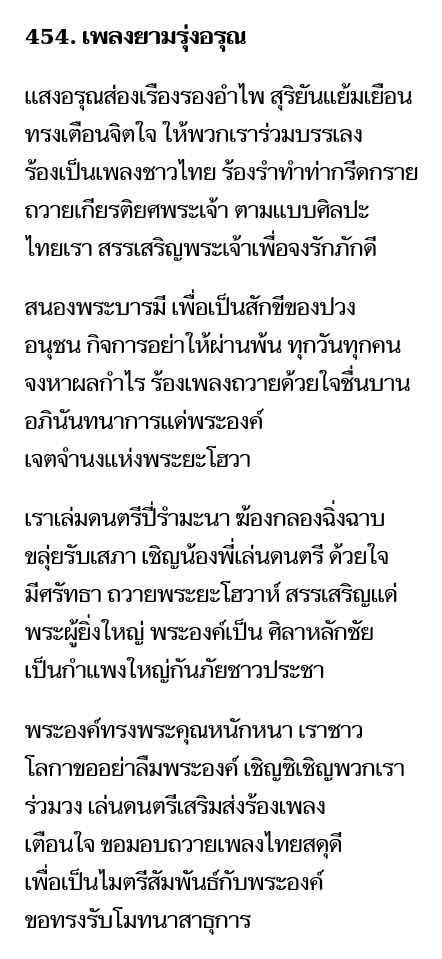 454. เพลงยามรุ่งอรุณ
แสงอรุณส่องเรืองรองอำไพ สุริยันแย้มเยือน
ทรงเตือนจิตใจ ให้พวกเราร่วมบรรเลง
ร้องเป็นเพลงชาวไทย ร้องรำทำท่ากรีดกราย
ถวายเกียรติยศพระเจ้า ตามแบบศิลปะ
ไทยเรา สรรเสริญพระเจ้าเพื่อจงรักภักดี
สนองพระบารมี เพื่อเป็นสักขีของปวง
อนุชน กิจการอย่าให้ผ่านพ้น ทุกวันทุกคน
จงหาผลกำไร ร้องเพลงถวายด้วยใจชื่นบาน
อภินันทนาการแด่พระองค์
เจตจำนงแห่งพระยะโฮวา
เราเล่มดนตรีปี่รำมะนา ฆ้องกลองฉิ่งฉาบ
ขลุ่ยรับเสภา เชิญน้องพี่เล่นดนตรี ด้วยใจ
มีศรัทธา ถวายพระยะโฮวาห์ สรรเสริญแด่
พระผู้ยิ่งใหญ่ พระองค์เป็น ศิลาหลักชัย
เป็นกำแพงใหญ่กันภัยชาวประชา
พระองค์ทรงพระคุณหนักหนา เราชาว
โลกาขออย่าลืมพระองค์ เชิญซิเชิญพวกเรา
ร่วมวง เล่นดนตรีเสริมส่งร้องเพลง
เตือนใจ ขอมอบถวายเพลงไทยสดุดี
เพื่อเป็นไมตรีสัมพันธ์กับพระองค์
ขอทรงรับโมทนาสาธุการ